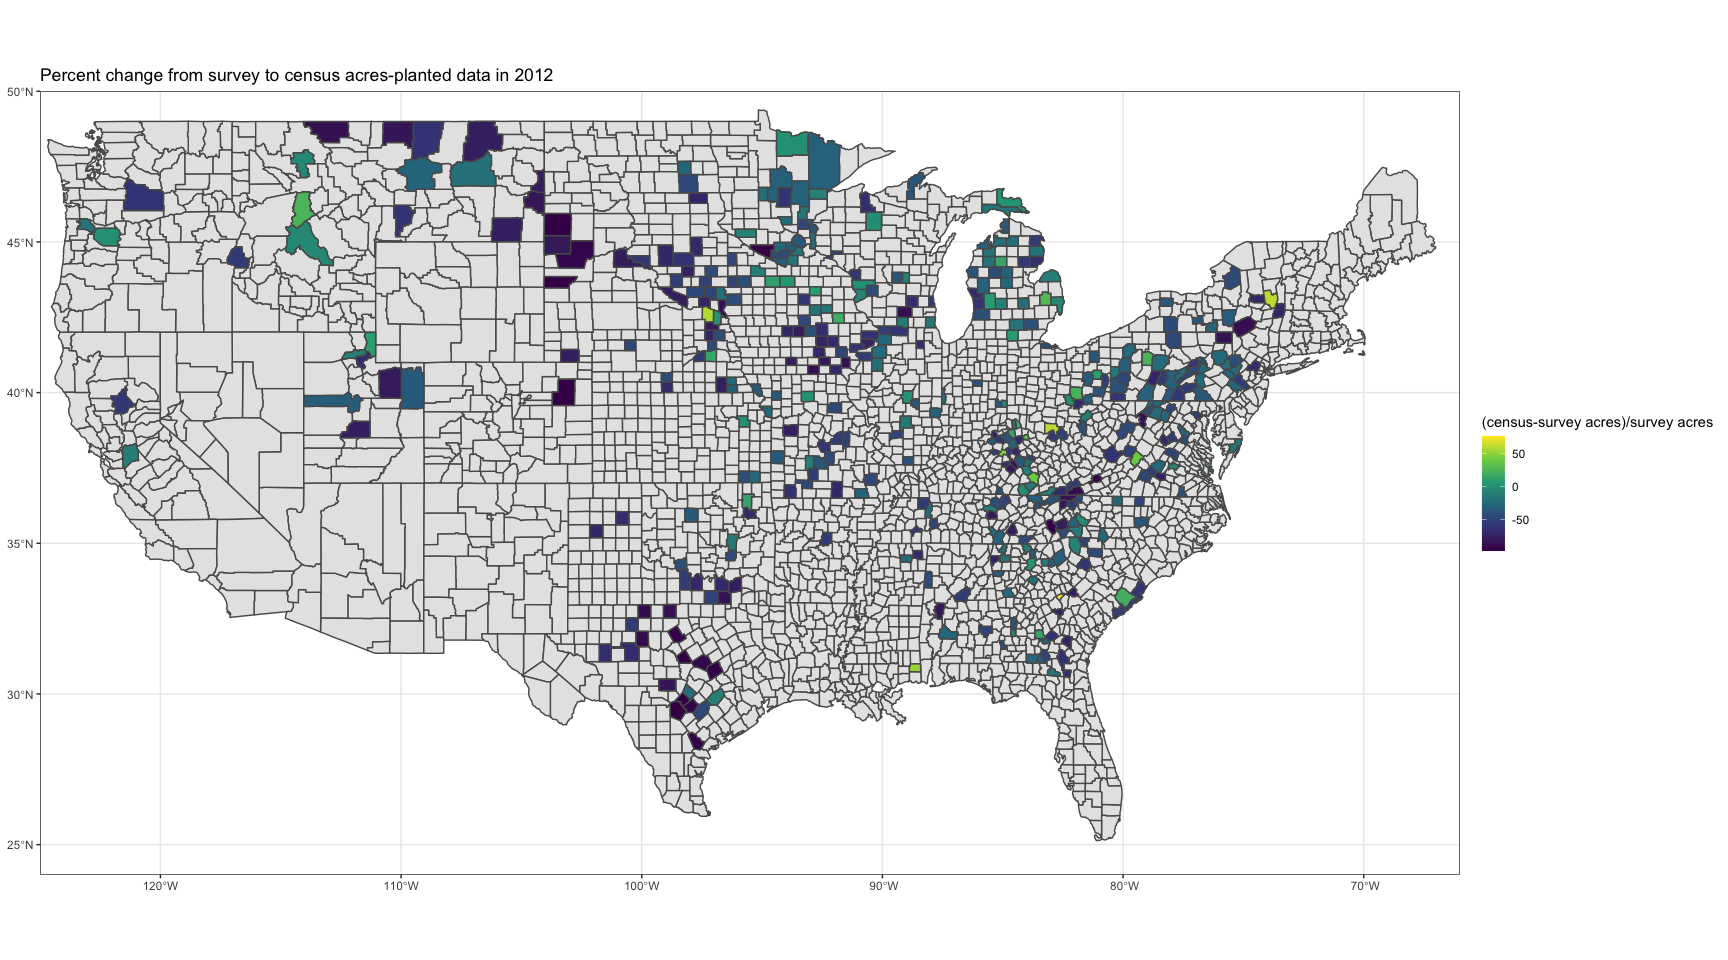 Percent change from survey to census acres-planted data in 2012
50°N
45°N
40°N
35°N
30°N
25°N
120°W
110°W
100°W
90°W
80°W
70°W
(census-survey acres)/survey acres
50
0
-50